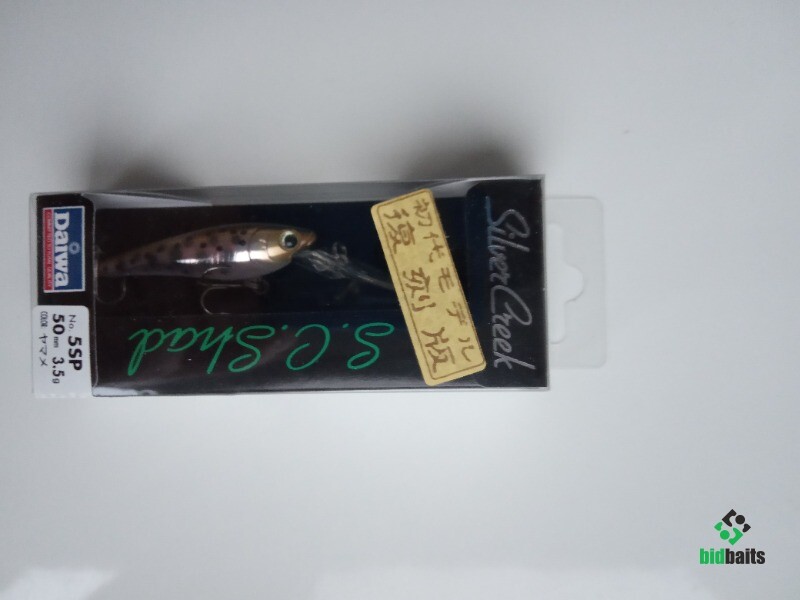 Silver Creek
初代モデル
復刻版
S.C.Shad
Daiwa
No. 5SP
50mm 3.5g
COLOR ヤマメ
bidbaits